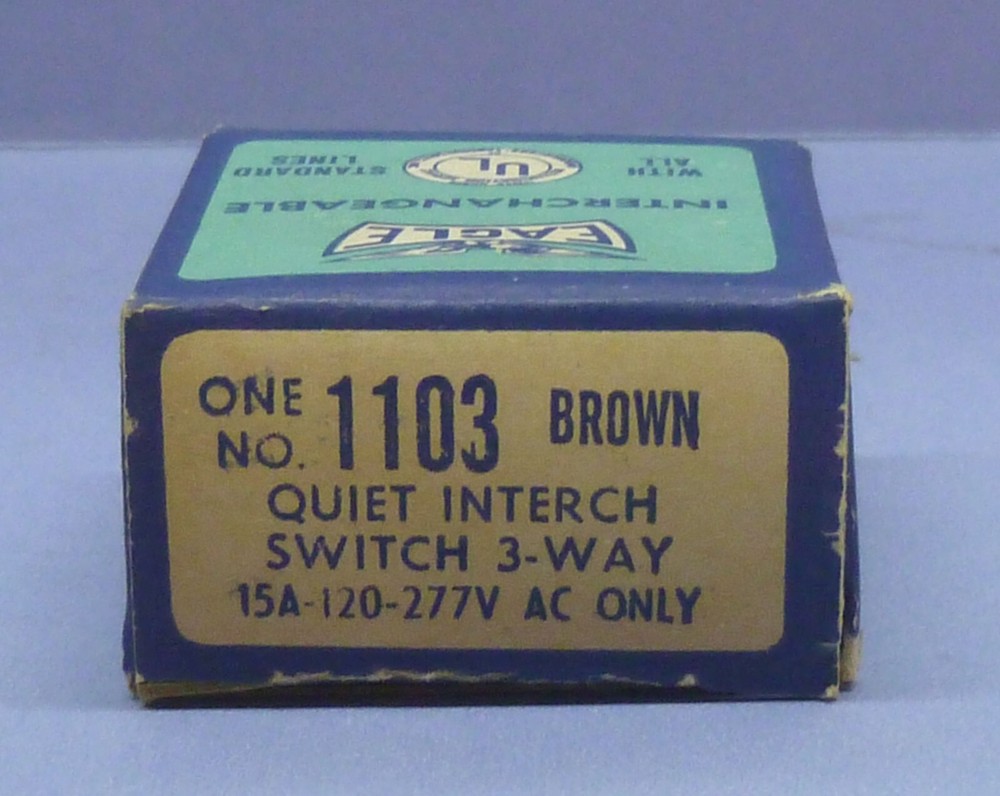 WITH ALL STANDARD LINES
UL
INTERCHANGEABLE
EAGLE
ONE NO. 1103 BROWN
QUIET INTERCH
SWITCH 3-WAY
15A-120-277V AC ONLY